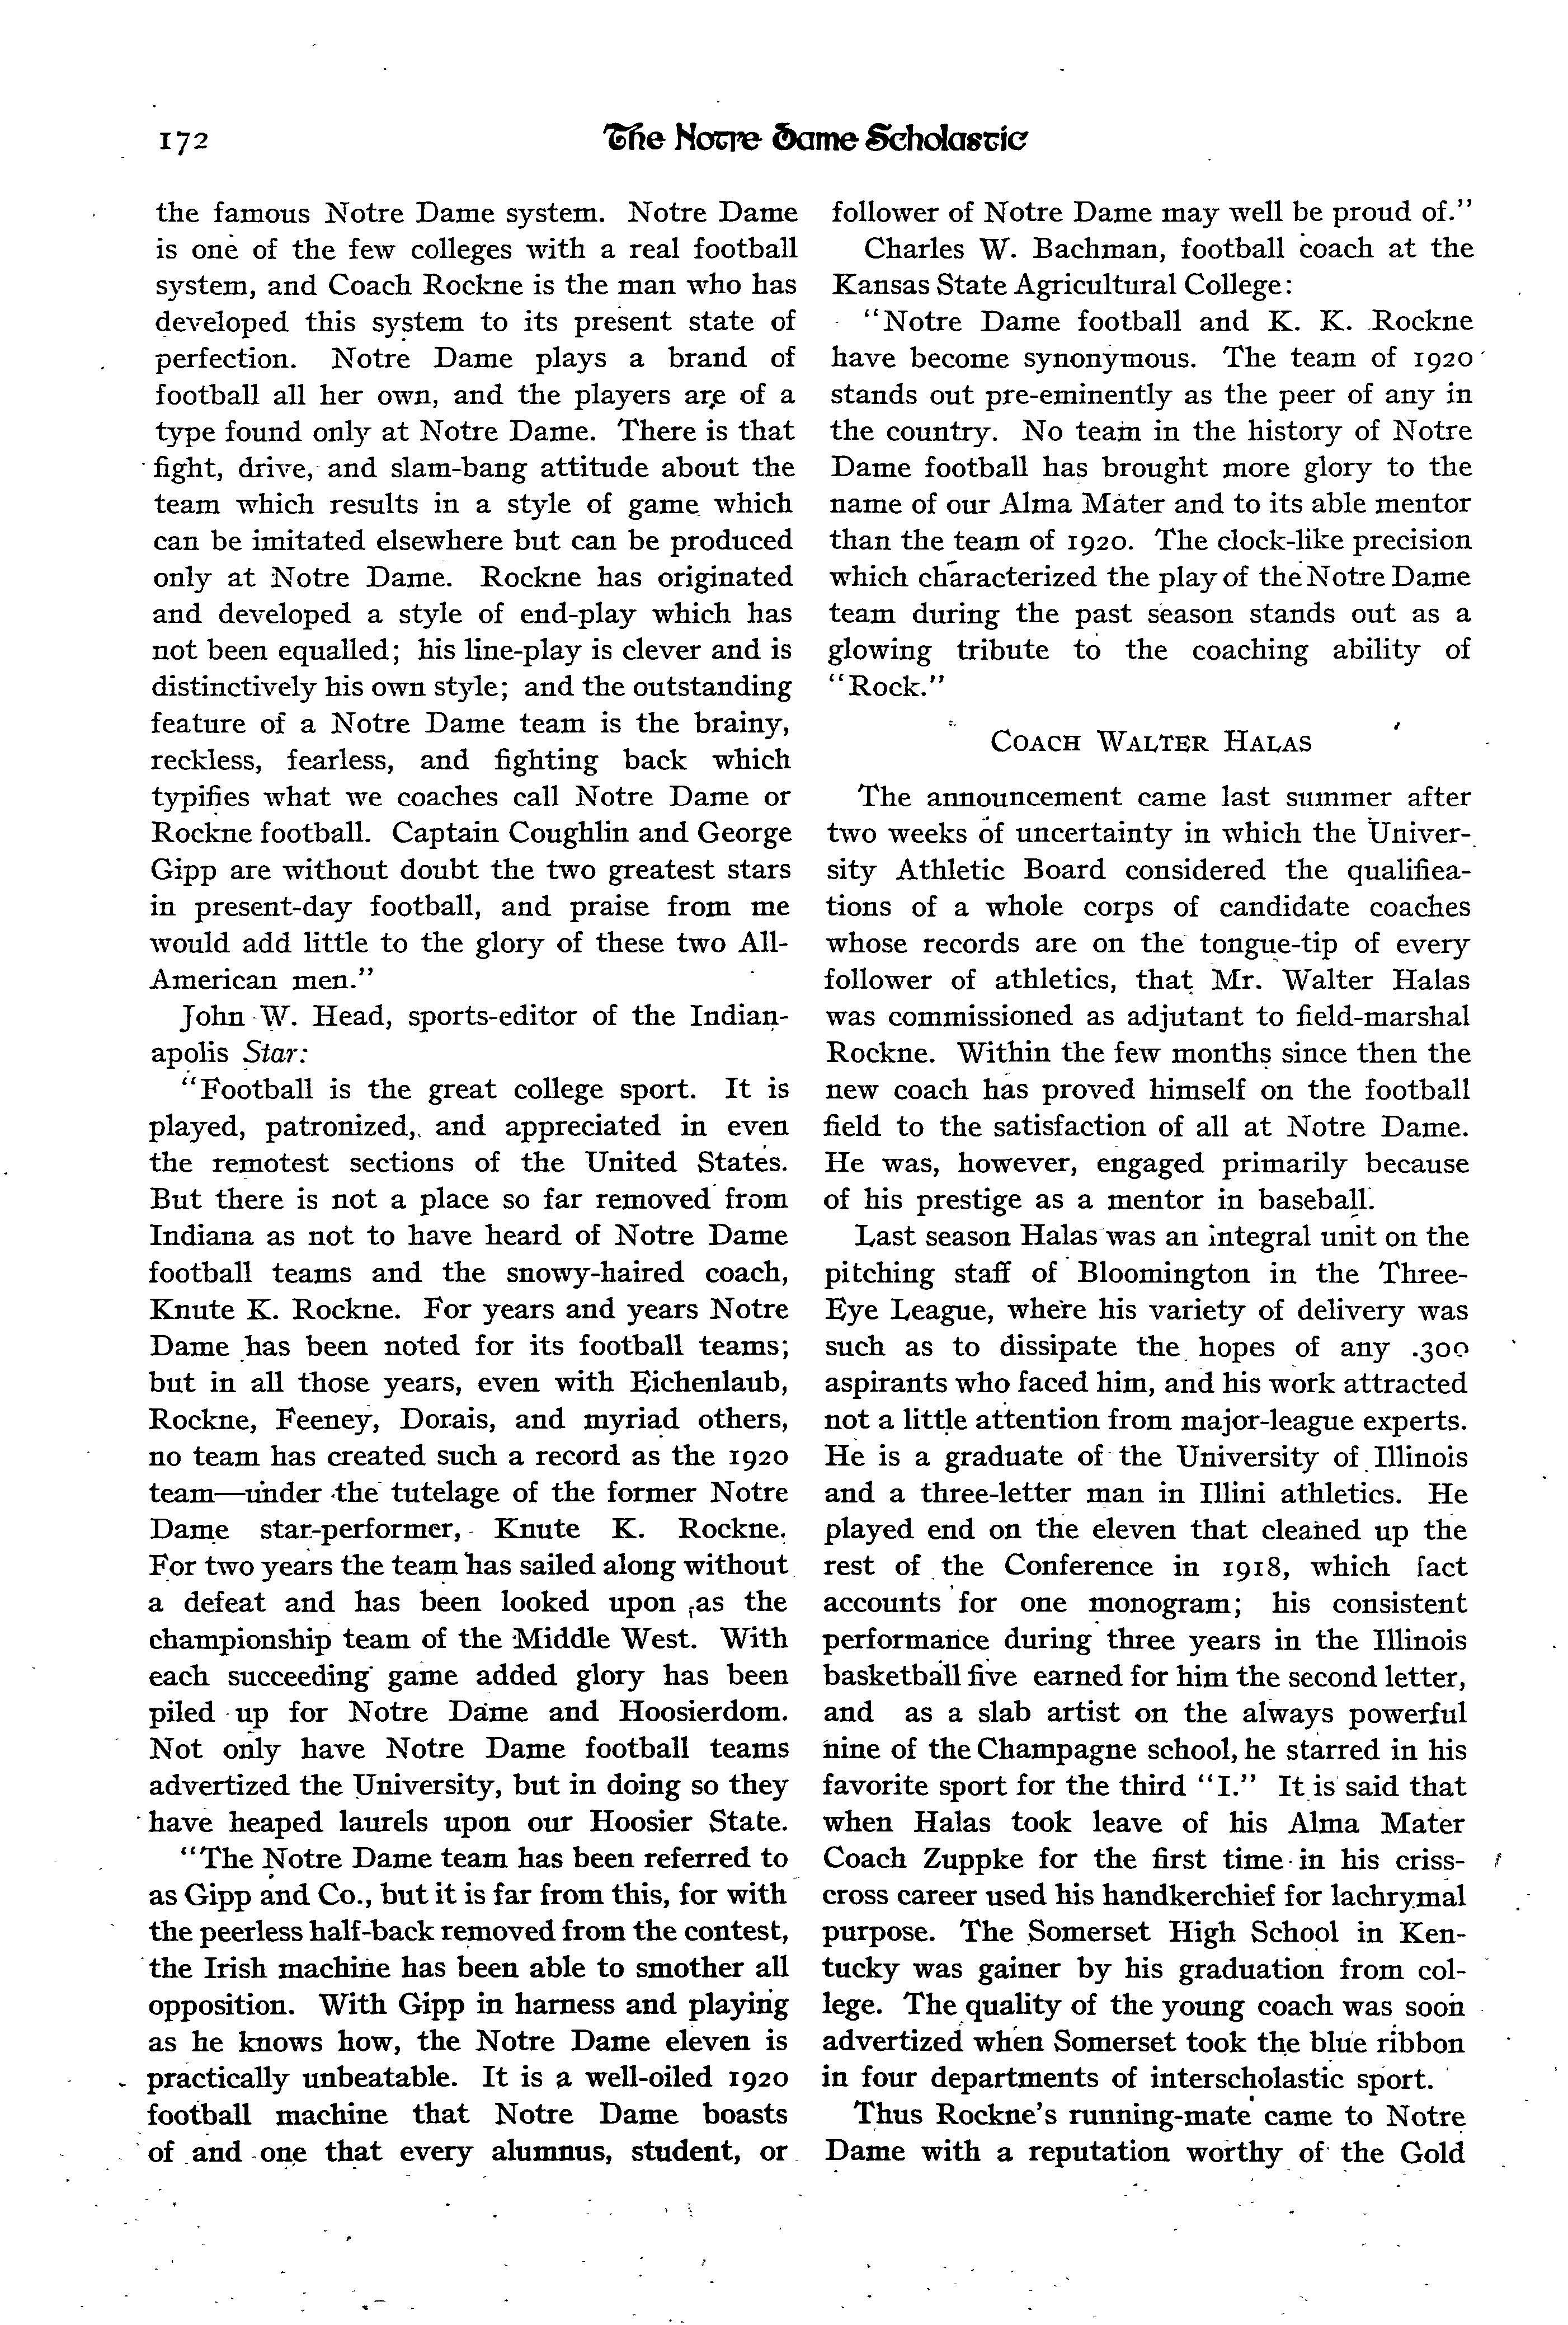 172
The Notre Dame Scholastic
the famous Notre Dame system. Notre Dame
is one of the few colleges with a real football
system, and Coach Rockne is the man who has
developed this system to its present state of
perfection. Notre Dame plays a brand of
football all her own, and the players are of a
type found only at Notre Dame. There is that
fight, drive, and slam-bang attitude about the
team which results in a style of game which
can be imitated elsewhere but can be produced
only at Notre Dame. Rockne has originated
and developed a style of end-play which has
not been equalled; his line-play is clever and is
distinctively his own style; and the outstanding
feature of a Notre Dame team is the brainy,
reckless, fearless, and fighting back which
typifies what we coaches call Notre Dame or
Rockne football. Captain Coughlin and George
Gipp are without doubt the two greatest stars
in present-day football, and praise from me
would add little to the glory of these two All-
American men."
John W. Head, sports-editor of the Indian-
apolis Star:
"Football is the great college sport. It is
played, patronized, and appreciated in even
the remotest sections of the United States.
But there is not a place so far removed from
Indiana as not to have heard of Notre Dame
football teams and the snowy-haired coach,
Knute K. Rockne. For years and years Notre
Dame has been noted for its football teams;
but in all those years, even with Eichenlaub,
Rockne, Feeney, Dorais, and myriad others,
no team has created such a record as the 1920
team—under the tutelage of the former Notre
Dame star-performer, Knute K. Rockne.
For two years the team has sailed along without
a defeat and has been looked upon as the
championship team of the Middle West. With
each succeeding game added glory has been
piled up for Notre Dame and Hoosierdom.
Not only have Notre Dame football teams
advertized the University, but in doing so they
have heaped laurels upon our Hoosier State.
"The Notre Dame team has been referred to
as Gipp and Co., but it is far from this, for with
the peerless half-back removed from the contest,
the Irish machine has been able to smother all
opposition. With Gipp in harness and playing
as he knows how, the Notre Dame eleven is
practically unbeatable. It is a well-oiled 1920
football machine that Notre Dame boasts
of and one that every alumnus, student, or
follower of Notre Dame may well be proud of."
Charles W. Bachman, football coach at the
Kansas State Agricultural College:
"Notre Dame football and K. K. Rockne
have become synonymous. The team of 1920
stands out pre-eminently as the peer of any in
the country. No team in the history of Notre
Dame football has brought more glory to the
name of our Alma Mater and to its able mentor
than the team of 1920. The clock-like precision
which characterized the play of the Notre Dame
team during the past season stands out as a
glowing tribute to the coaching ability of
"Rock."
COACH WALTER HALAS
The announcement came last summer after
two weeks of uncertainty in which the Univer-
sity Athletic Board considered the qualifiea-
tions of a whole corps of candidate coaches
whose records are on the tongue-tip of every
follower of athletics, that Mr. Walter Halas
was commissioned as adjutant to field-marshal
Rockne. Within the few months since then the
new coach has proved himself on the football
field to the satisfaction of all at Notre Dame.
He was, however, engaged primarily because
of his prestige as a mentor in baseball.
Last season Halas was an integral unit on the
pitching staff of Bloomington in the Three-
Eye League, where his variety of delivery was
such as to dissipate the hopes of any .300
aspirants who faced him, and his work attracted
not a little attention from major-league experts.
He is a graduate of the University of Illinois
and a three-letter man in Illini athletics. He
played end on the eleven that cleaned up the
rest of the Conference in 1918, which fact
accounts for one monogram; his consistent
performance during three years in the Illinois
basketball five earned for him the second letter,
and as a slab artist on the always powerful
nine of the Champagne school, he starred in his
favorite sport for the third "I." It is said that
when Halas took leave of his Alma Mater
Coach Zuppke for the first time in his criss-
cross career used his handkerchief for lachrymal
purpose. The Somerset High School in Ken-
tucky was gainer by his graduation from col-
lege. The quality of the young coach was soon
advertized when Somerset took the blue ribbon
in four departments of interscholastic sport.
Thus Rockne's running-mate came to Notre
Dame with a reputation worthy of the Gold